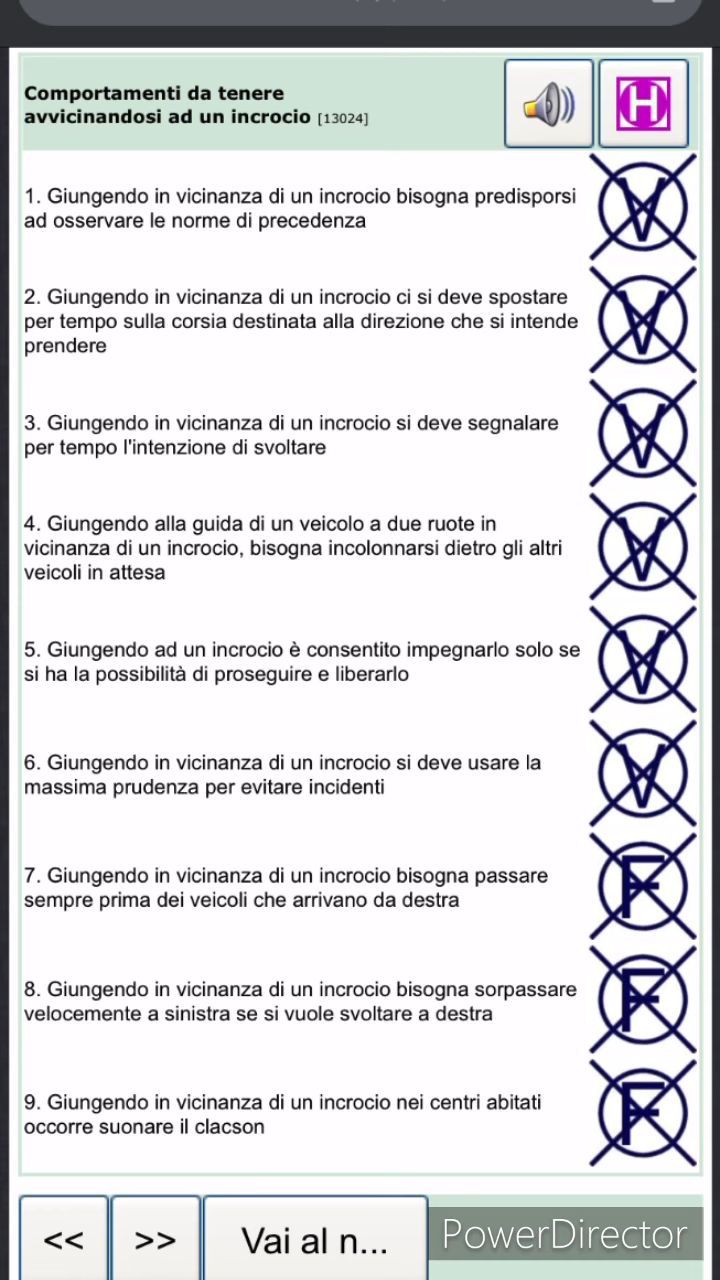 Comportamenti da tenere
avvicinandosi ad un incrocio [13024]
H
1. Giungendo in vicinanza di un incrocio bisogna predisporsi
ad osservare le norme di precedenza
V
2. Giungendo in vicinanza di un incrocio ci si deve spostare
per tempo sulla corsia destinata alla direzione che si intende
prendere
V
3. Giungendo in vicinanza di un incrocio si deve segnalare
per tempo l'intenzione di svoltare
V
4. Giungendo alla guida di un veicolo a due ruote in
vicinanza di un incrocio, bisogna incolonnarsi dietro gli altri
veicoli in attesa
V
5. Giungendo ad un incrocio è consentito impegnarlo solo se
si ha la possibilità di proseguire e liberarlo
V
6. Giungendo in vicinanza di un incrocio si deve usare la
massima prudenza per evitare incidenti
V
7. Giungendo in vicinanza di un incrocio bisogna passare
sempre prima dei veicoli che arrivano da destra
F
8. Giungendo in vicinanza di un incrocio bisogna sorpassare
velocemente a sinistra se si vuole svoltare a destra
F
9. Giungendo in vicinanza di un incrocio nei centri abitati
occorre suonare il clacson
F
<< >> Vai al n... PowerDirector